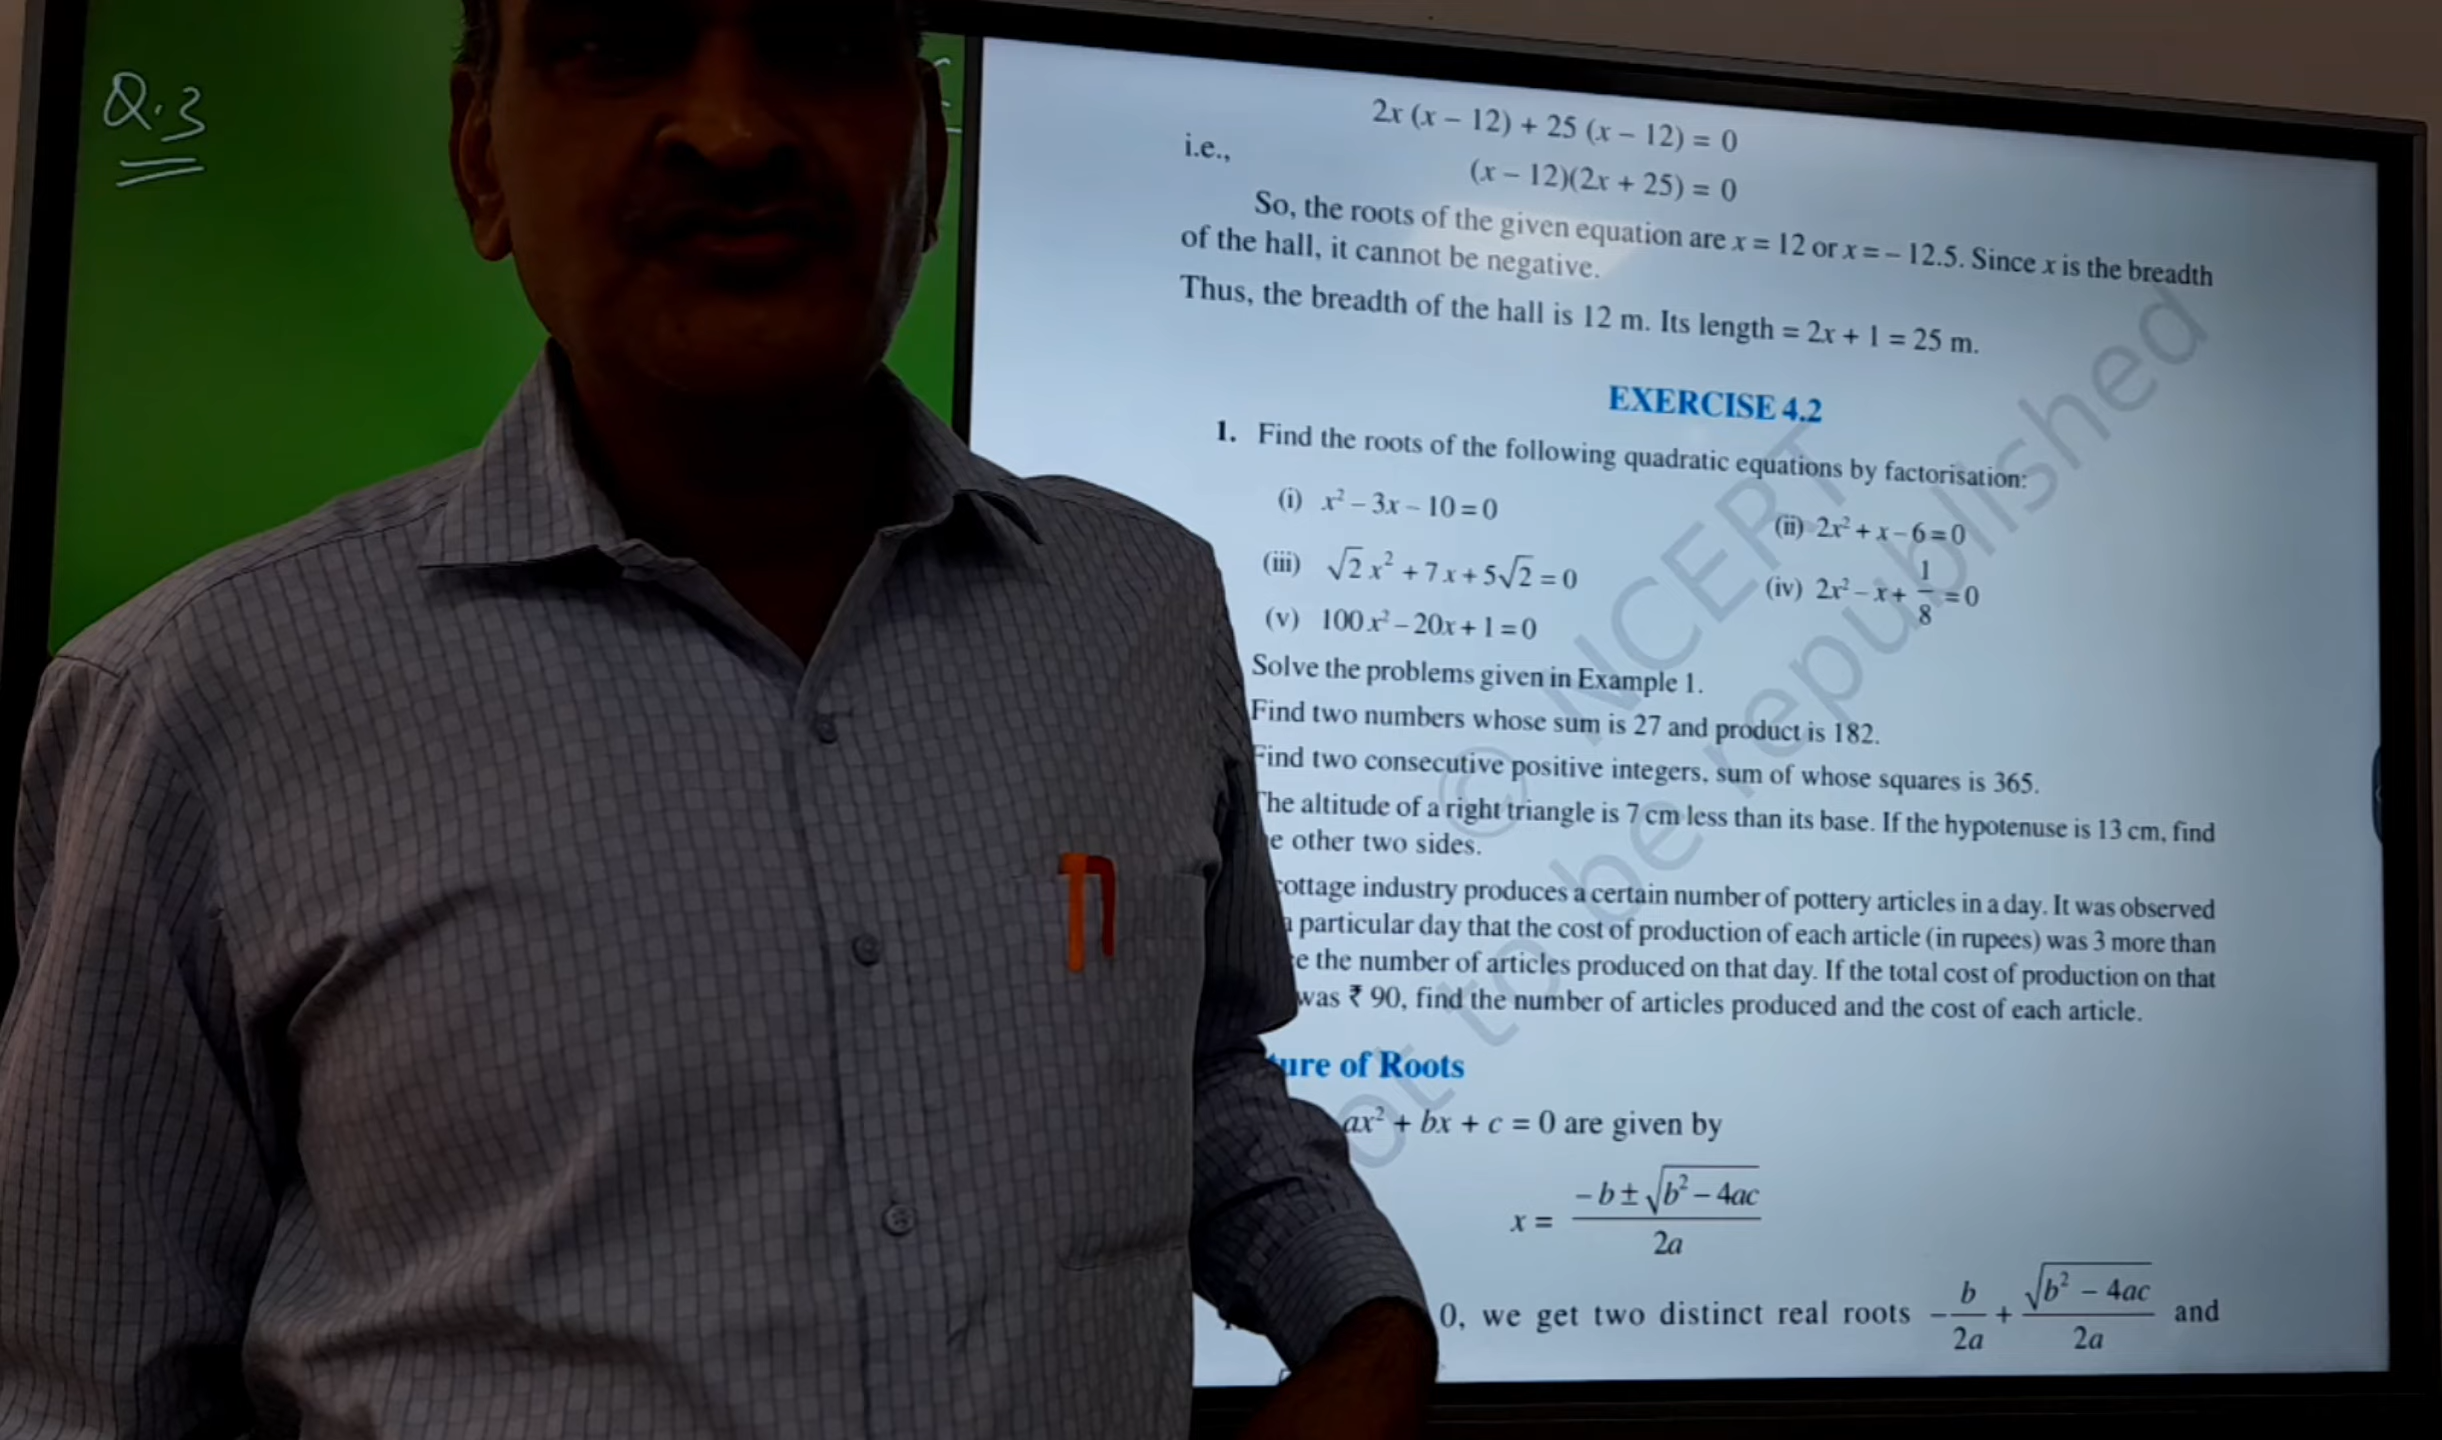 Q.3
2x (x – 12) + 25 (x – 12) = 0
i.e., (x – 12)(2x + 25) = 0
So, the roots of the given equation are x = 12 or x = – 12.5. Since x is the breadth
of the hall, it cannot be negative.
Thus, the breadth of the hall is 12 m. Its length = 2x + 1 = 25 m.
EXERCISE 4.2
1. Find the roots of the following quadratic equations by factorisation:
(i) x² – 3x – 10 = 0 (ii) 2x² + x – 6 = 0
(iii) √2 x² + 7x + 5√2 = 0 (iv) 2x² – x + 1/8 = 0
(v) 100x² – 20x + 1 = 0
Solve the problems given in Example 1.
Find two numbers whose sum is 27 and product is 182.
ind two consecutive positive integers, sum of whose squares is 365.
he altitude of a right triangle is 7 cm less than its base. If the hypotenuse is 13 cm, find
e other two sides.
ottage industry produces a certain number of pottery articles in a day. It was observed
particular day that the cost of production of each article (in rupees) was 3 more than
e the number of articles produced on that day. If the total cost of production on that
was ₹ 90, find the number of articles produced and the cost of each article.
ure of Roots
ax² + bx + c = 0 are given by
x = (– b ± √(b² – 4ac)) / 2a
0, we get two distinct real roots – b/2a + √(b² – 4ac)/2a and
© NCERT
ot to be republished